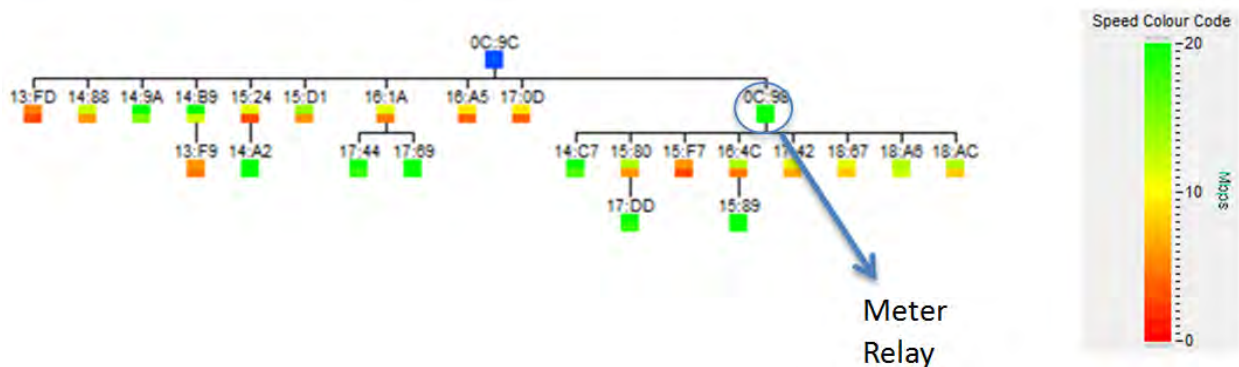 Speed Colour Code
0C:9C
20
13:FD 14:88 14:9A 14:B9 15:24 15:D1 16:1A 16:A5 17:0D 0C:98
13:F9 14:A2 17:44 17:69 14:C7 15:80 15:F7 16:4C 18:67 18:A6 18:AC
10
Mbps
17:DD 15:89
Meter
Relay
0